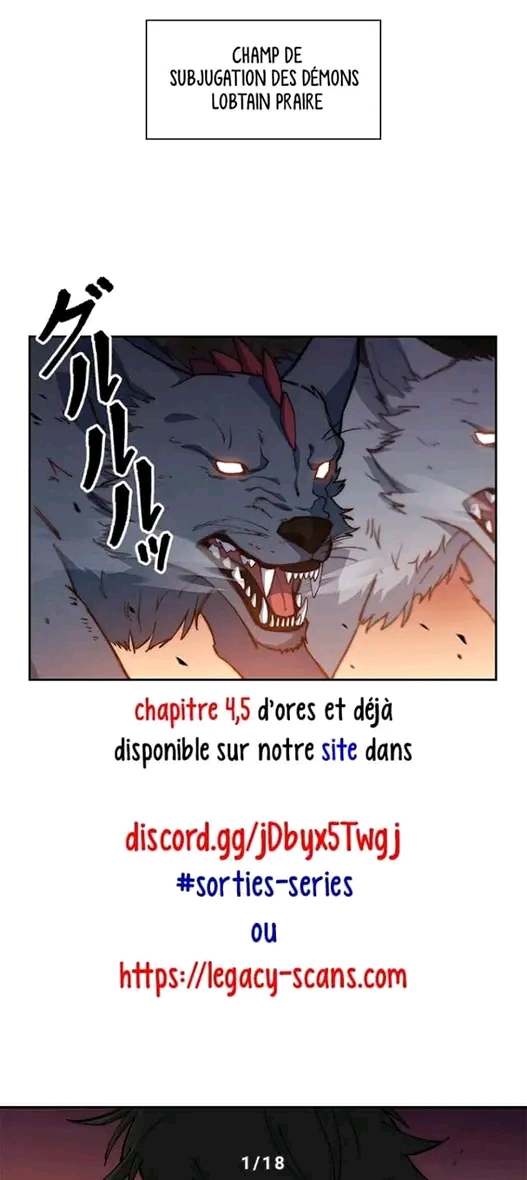 CHAMP DE
SUBJUGATION DES DÉMONS
LOBTAIN PRAIRE
グルルルルッ
chapitre 4,5 d'ores et déjà
disponible sur notre site dans
discord.gg/jDbyx5Twgj
#sorties-series
ou
https://legacy-scans.com
1/18